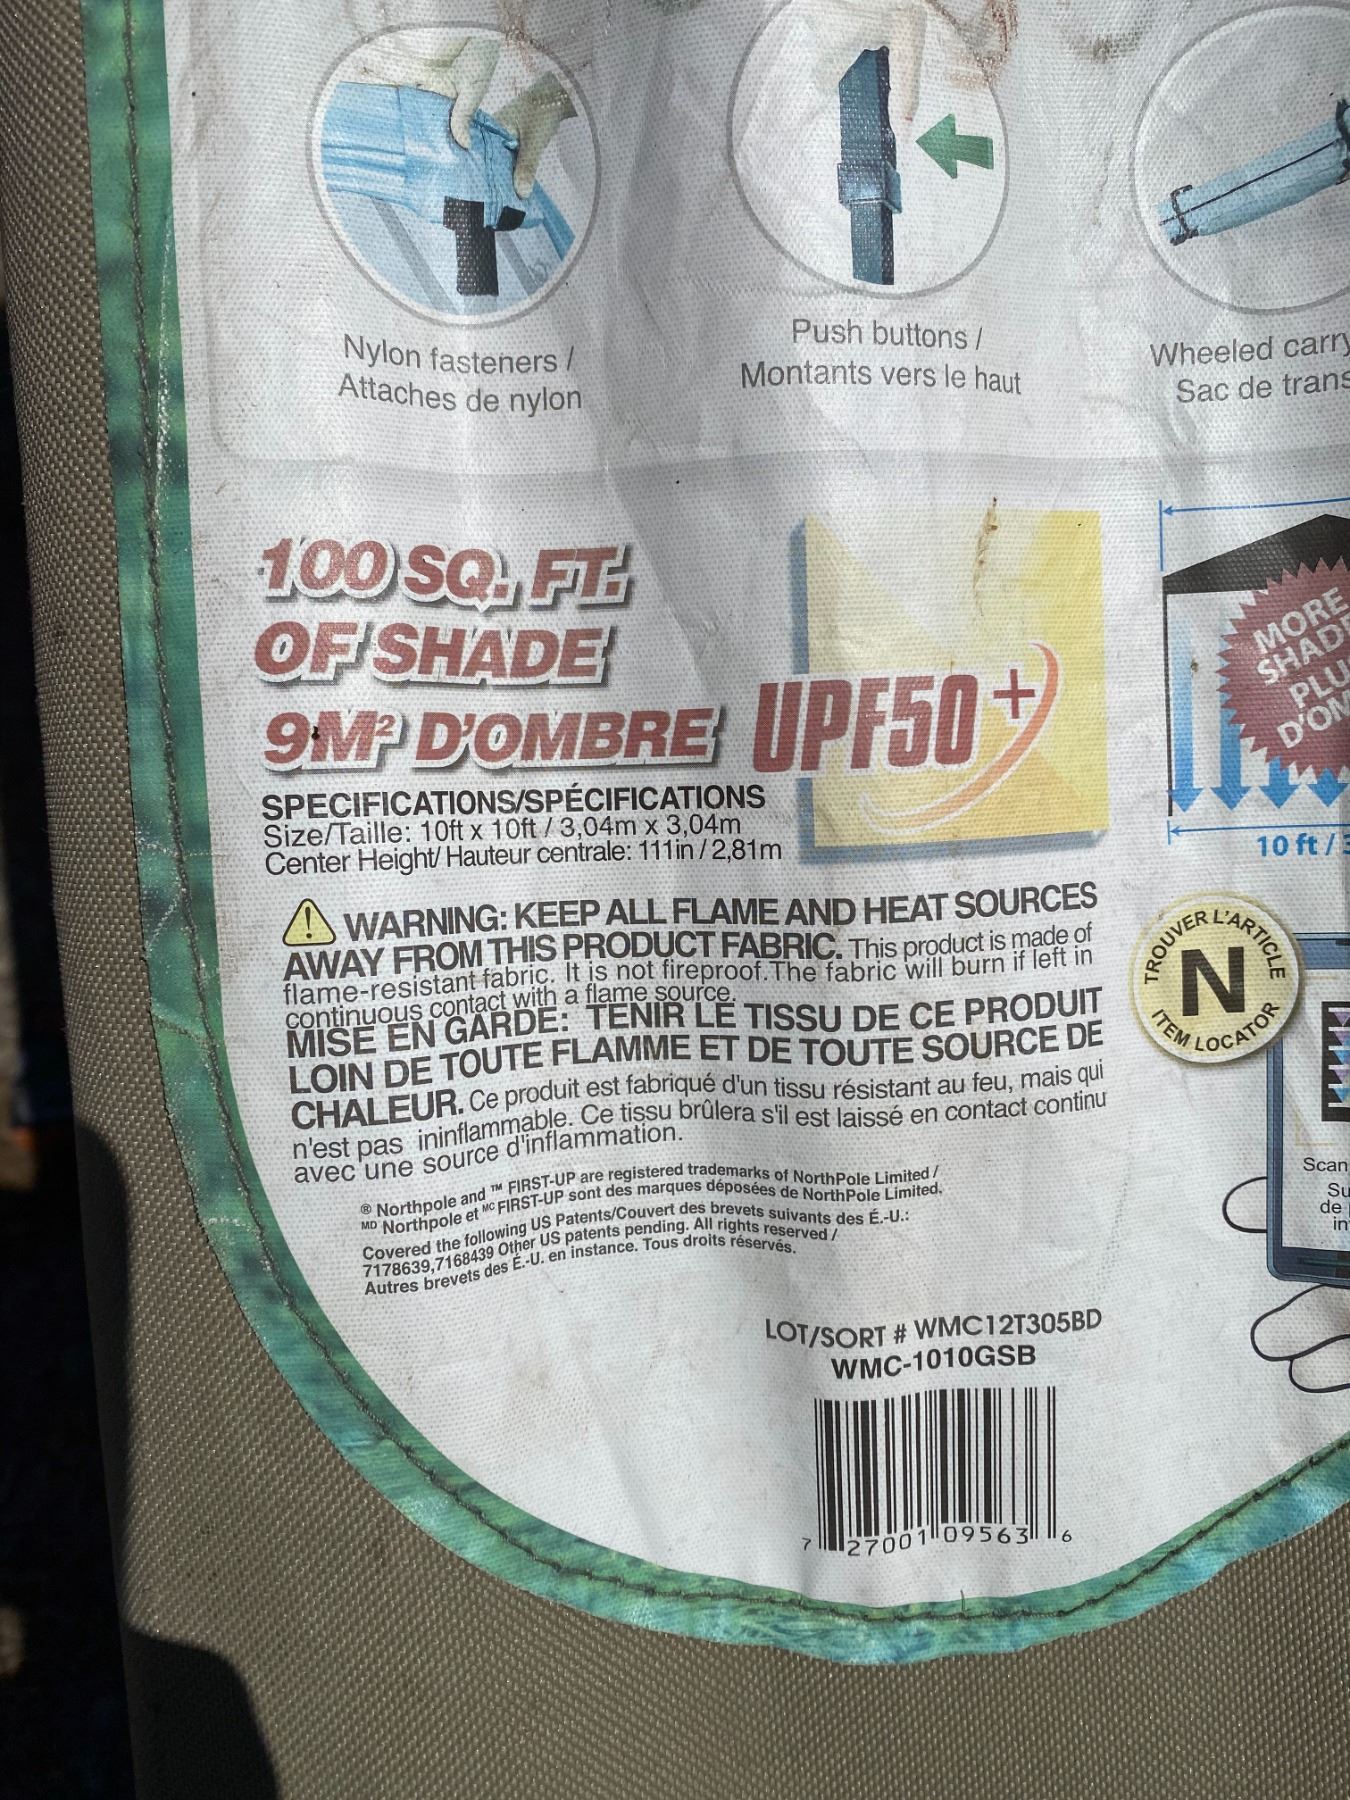 Nylon fasteners /
Attaches de nylon
Push buttons /
Montants vers le haut
Wheeled carry
Sac de trans
100 SQ. FT.
OF SHADE
9M² D'OMBRE
UPF50+
SPECIFICATIONS/SPÉCIFICATIONS
Size/Taille: 10ft x 10ft / 3,04m x 3,04m
Center Height/ Hauteur centrale: 111in / 2,81m
MORE
SHADE
PLU
D'OM
10 ft / 3
WARNING: KEEP ALL FLAME AND HEAT SOURCES
AWAY FROM THIS PRODUCT FABRIC. This product is made of
flame-resistant fabric. It is not fireproof.The fabric will burn if left in
continuous contact with a flame source.
MISE EN GARDE: TENIR LE TISSU DE CE PRODUIT
LOIN DE TOUTE FLAMME ET DE TOUTE SOURCE DE
CHALEUR. Ce produit est fabriqué d'un tissu résistant au feu, mais qui
n'est pas ininflammable. Ce tissu brûlera s'il est laissé en contact continu
avec une source d'inflammation.
TROUVER L'ARTICLE
N
ITEM LOCATOR
Scan
Su
de
in
® Northpole and ™ FIRST-UP are registered trademarks of NorthPole Limited /
MD Northpole et MC FIRST-UP sont des marques déposées de NorthPole Limited.
Covered the following US Patents/Couvert des brevets suivants des É.-U.:
7178639,7168439 Other US patents pending. All rights reserved /
Autres brevets des É.-U. en instance. Tous droits réservés.
LOT/SORT # WMC12T305BD
WMC-1010GSB
7 27001 09563 6